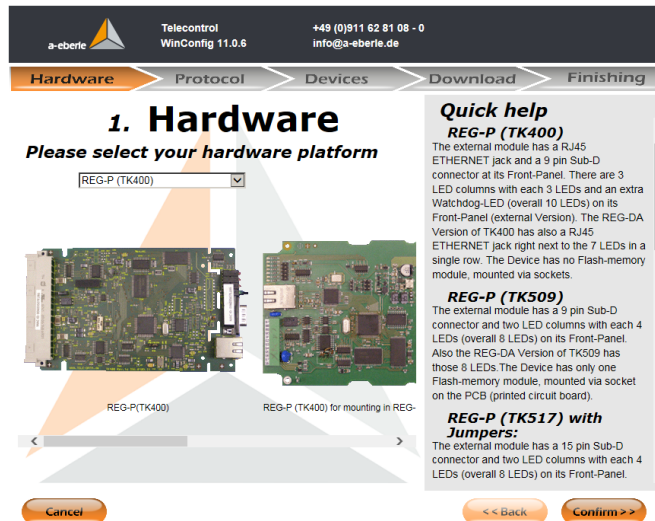 a-eberle
Telecontrol
WinConfig 11.0.6
+49 (0)911 62 81 08 - 0
info@a-eberle.de
Hardware
Protocol
Devices
Download
Finishing
1. Hardware
Please select your hardware platform
REG-P (TK400)
REG-P(TK400)
REG-P (TK400) for mounting in REG-
Quick help
REG-P (TK400)
The external module has a RJ45
ETHERNET jack and a 9 pin Sub-D
connector at its Front-Panel. There are 3
LED columns with each 3 LEDs and an extra
Watchdog-LED (overall 10 LEDs) on its
Front-Panel (external Version). The REG-DA
Version of TK400 has also a RJ45
ETHERNET jack right next to the 7 LEDs in a
single row. The Device has no Flash-memory
module, mounted via sockets.
REG-P (TK509)
The external module has a 9 pin Sub-D
connector and two LED columns with each 4
LEDs (overall 8 LEDs) on its Front-Panel.
Also the REG-DA Version of TK509 has
those 8 LEDs.The Device has only one
Flash-memory module, mounted via socket
on the PCB (printed circuit board).
REG-P (TK517) with
Jumpers:
The external module has a 15 pin Sub-D
connector and two LED columns with each 4
LEDs (overall 8 LEDs) on its Front-Panel.
Cancel
<< Back
Confirm >>